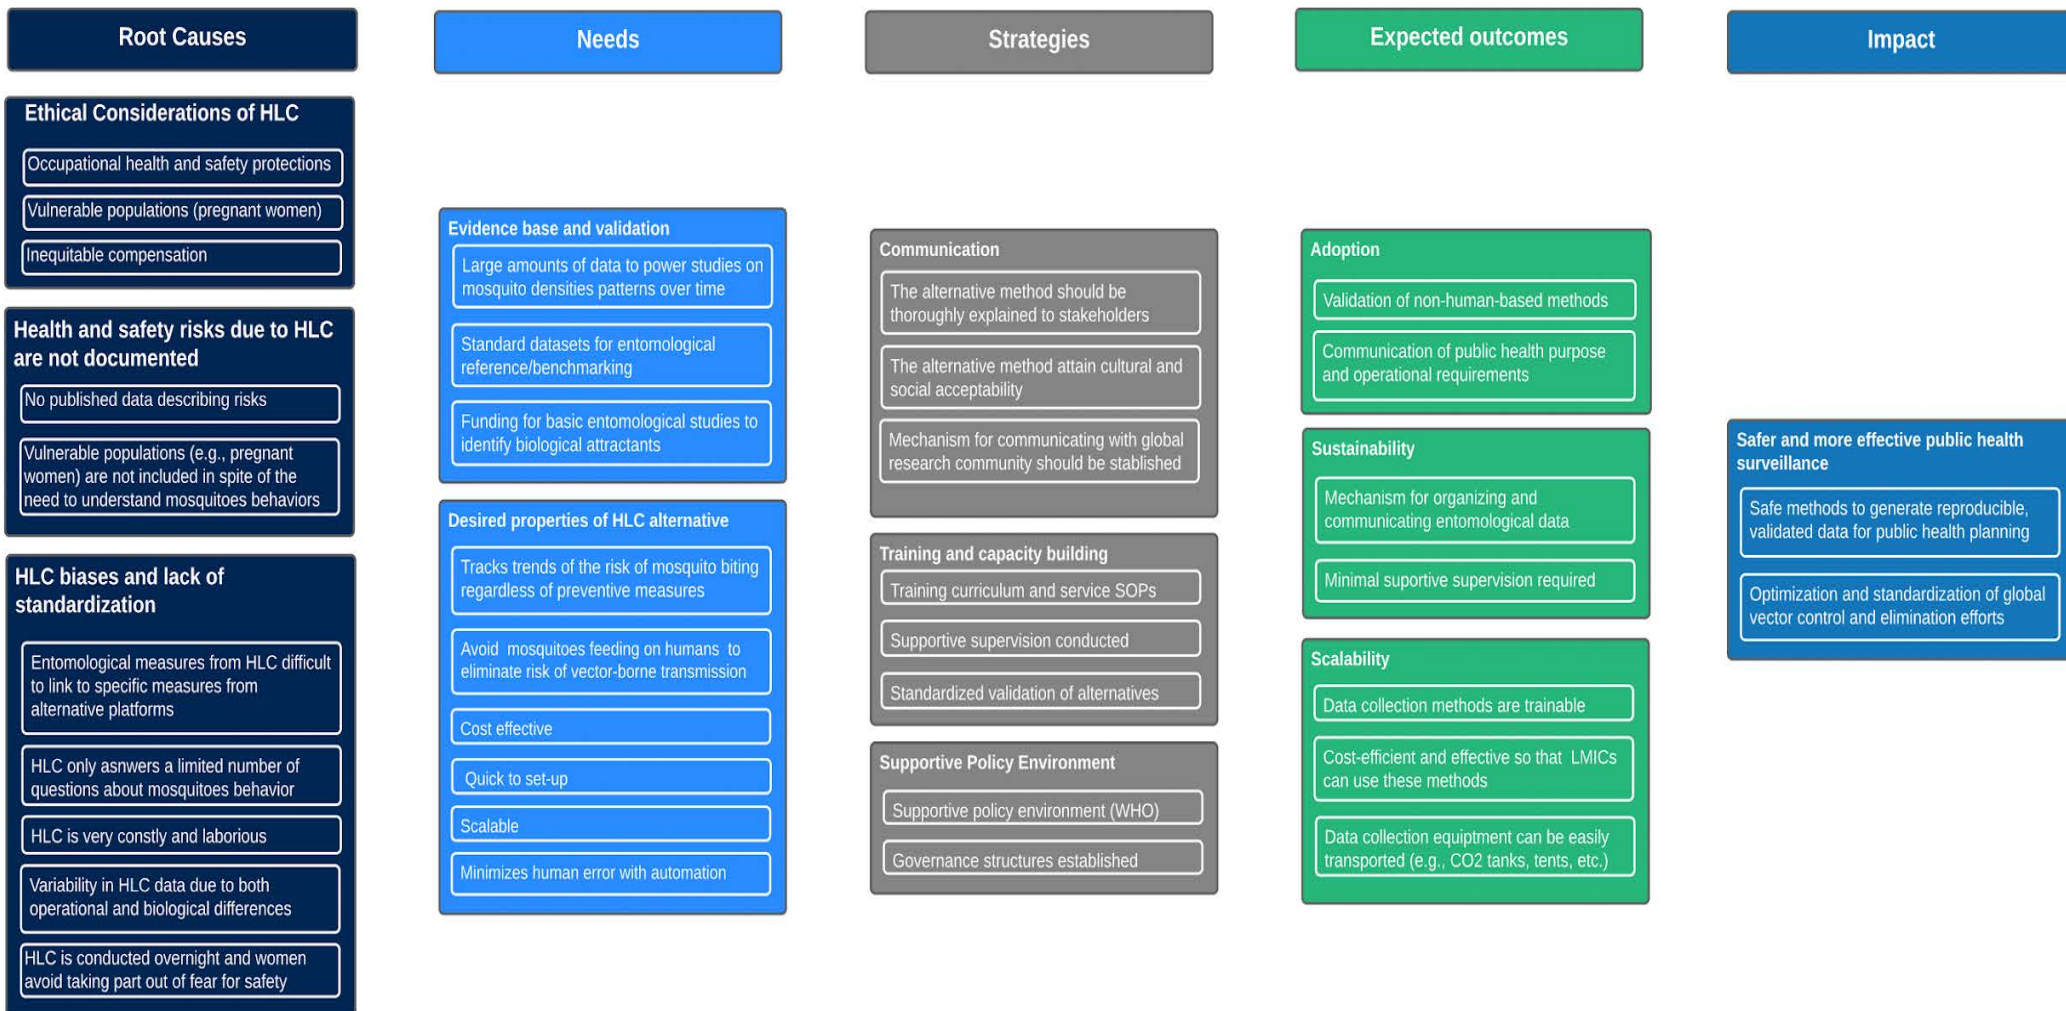 Root Causes
Ethical Considerations of HLC
Occupational health and safety protections
Vulnerable populations (pregnant women)
Inequitable compensation
Health and safety risks due to HLC
are not documented
No published data describing risks
Vulnerable populations (e.g., pregnant
women) are not included in spite of the
need to understand mosquitoes behaviors
HLC biases and lack of
standardization
Entomological measures from HLC difficult
to link to specific measures from
alternative platforms
HLC only asnwers a limited number of
questions about mosquitoes behavior
HLC is very constly and laborious
Variability in HLC data due to both
operational and biological differences
HLC is conducted overnight and women
avoid taking part out of fear for safety
Needs
Evidence base and validation
Large amounts of data to power studies on
mosquito densities patterns over time
Standard datasets for entomological
reference/benchmarking
Funding for basic entomological studies to
identify biological attractants
Desired properties of HLC alternative
Tracks trends of the risk of mosquito biting
regardless of preventive measures
Avoid mosquitoes feeding on humans to
eliminate risk of vector-borne transmission
Cost effective
Quick to set-up
Scalable
Minimizes human error with automation
Strategies
Communication
The alternative method should be
thoroughly explained to stakeholders
The alternative method attain cultural and
social acceptability
Mechanism for communicating with global
research community should be stablished
Training and capacity building
Training curriculum and service SOPs
Supportive supervision conducted
Standardized validation of alternatives
Supportive Policy Environment
Supportive policy environment (WHO)
Governance structures established
Expected outcomes
Adoption
Validation of non-human-based methods
Communication of public health purpose
and operational requirements
Sustainability
Mechanism for organizing and
communicating entomological data
Minimal suportive supervision required
Scalability
Data collection methods are trainable
Cost-efficient and effective so that LMICs
can use these methods
Data collection equiptment can be easily
transported (e.g., CO2 tanks, tents, etc.)
Impact
Safer and more effective public health
surveillance
Safe methods to generate reproducible,
validated data for public health planning
Optimization and standardization of global
vector control and elimination efforts